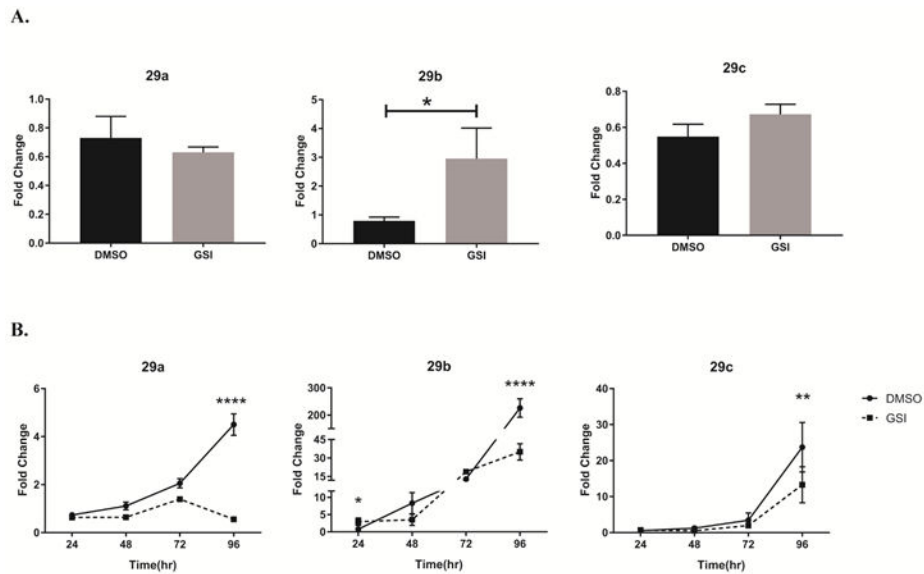 A.
29a
Fold Change
1.0
0.8
0.6
0.4
0.2
0.0
DMSO
GSI
29b
*
Fold Change
5
4
3
2
1
0
DMSO
GSI
29c
Fold Change
0.8
0.6
0.4
0.2
0.0
DMSO
GSI
B.
29a
****
Fold Change
6
4
2
0
24
48
72
96
Time(hr)
29b
****
*
Fold Change
300
200
100
45
30
15
10
5
0
24
48
72
96
Time(hr)
29c
**
Fold Change
40
30
20
10
0
24
48
72
96
Time(hr)
DMSO
GSI